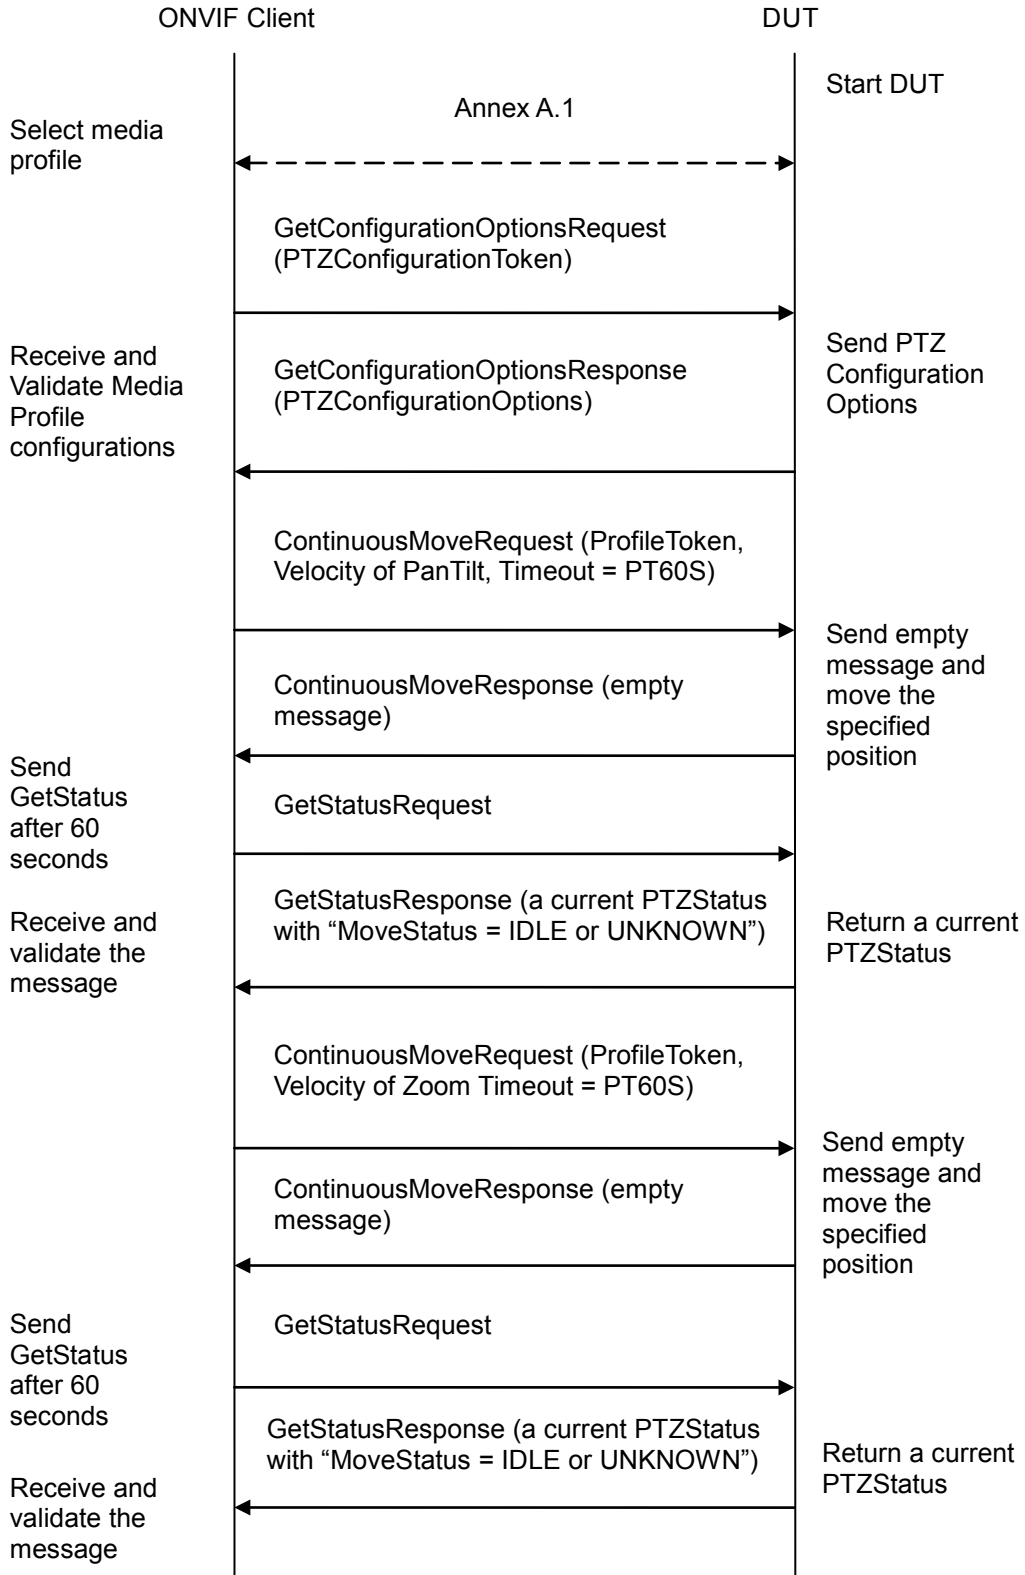 ONVIF Client
DUT
Start DUT
Annex A.1
Select media
profile
GetConfigurationOptionsRequest
(PTZConfigurationToken)
Receive and
Validate Media
Profile
configurations
GetConfigurationOptionsResponse
(PTZConfigurationOptions)
Send PTZ
Configuration
Options
ContinuousMoveRequest (ProfileToken,
Velocity of PanTilt, Timeout = PT60S)
Send empty
message and
move the
specified
position
ContinuousMoveResponse (empty
message)
Send
GetStatus
after 60
seconds
GetStatusRequest
GetStatusResponse (a current PTZStatus
with “MoveStatus = IDLE or UNKNOWN”)
Receive and
validate the
message
Return a current
PTZStatus
ContinuousMoveRequest (ProfileToken,
Velocity of Zoom Timeout = PT60S)
Send empty
message and
move the
specified
position
ContinuousMoveResponse (empty
message)
Send
GetStatus
after 60
seconds
GetStatusRequest
GetStatusResponse (a current PTZStatus
with “MoveStatus = IDLE or UNKNOWN”)
Return a current
PTZStatus
Receive and
validate the
message